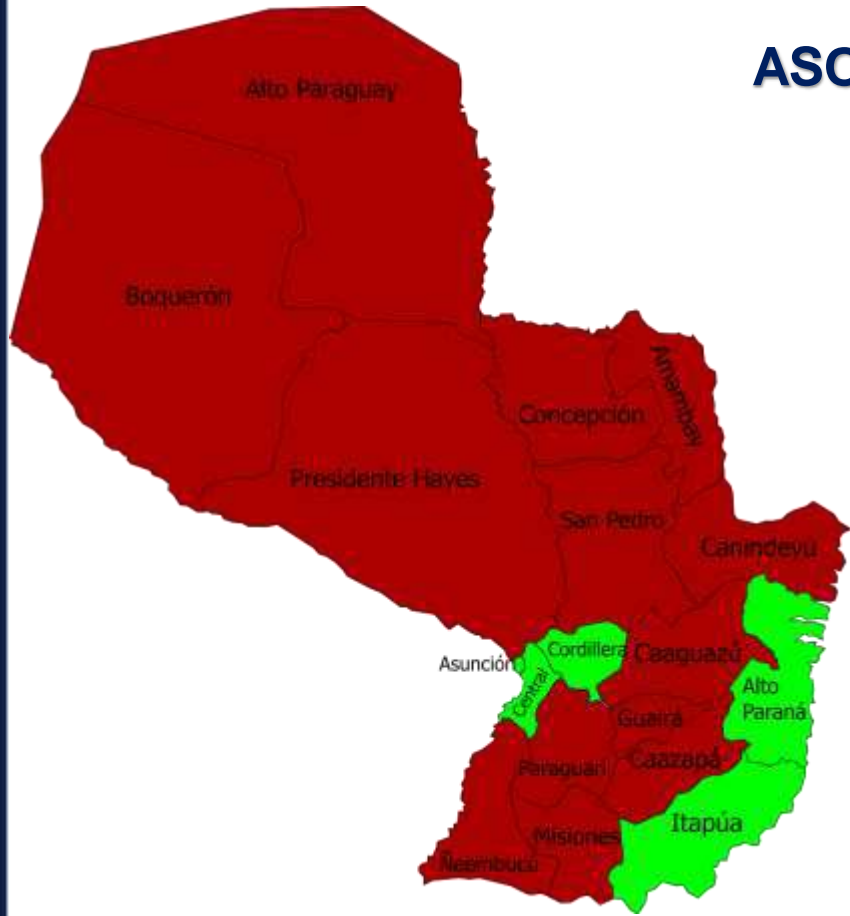 ASO
Alto Paraguay
Boquerón
Amambay
Concepción
Presidente Hayes
San Pedro
Canindeyú
Asunción
Cordillera
Caaguazú
Central
Alto
Paraná
Guairá
Caazapá
Paraguarí
Itapúa
Misiones
Ñeembucú